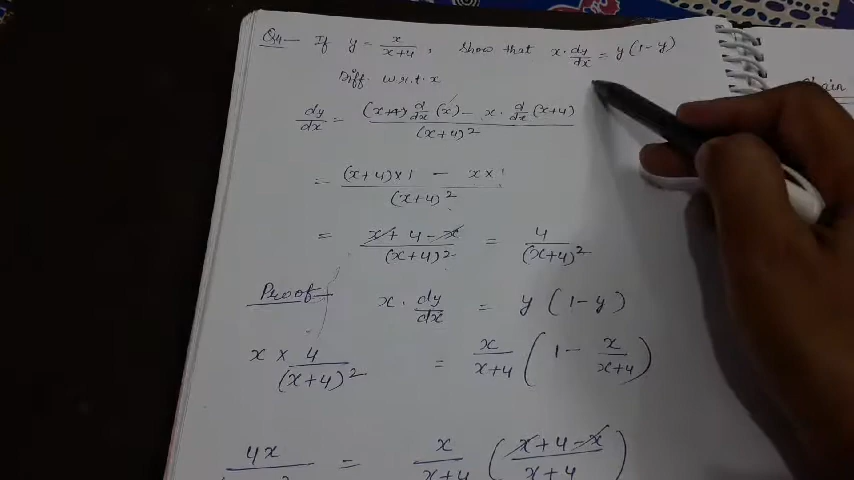 Q4- If y = x/(x+4), show that x·dy/dx = y(1-y)
Diff. w.r.t. x
dy/dx = ((x+4) d/dx (x) - x · d/dx (x+4))/(x+4)²
= ((x+4)×1 - x×1)/(x+4)²
= (x+4-x)/(x+4)² = 4/(x+4)²
Proof x · dy/dx = y(1-y)
x × 4/(x+4)² = x/(x+4) (1 - x/(x+4))
4x = x/(x+4) ((x+4-x)/(x+4))